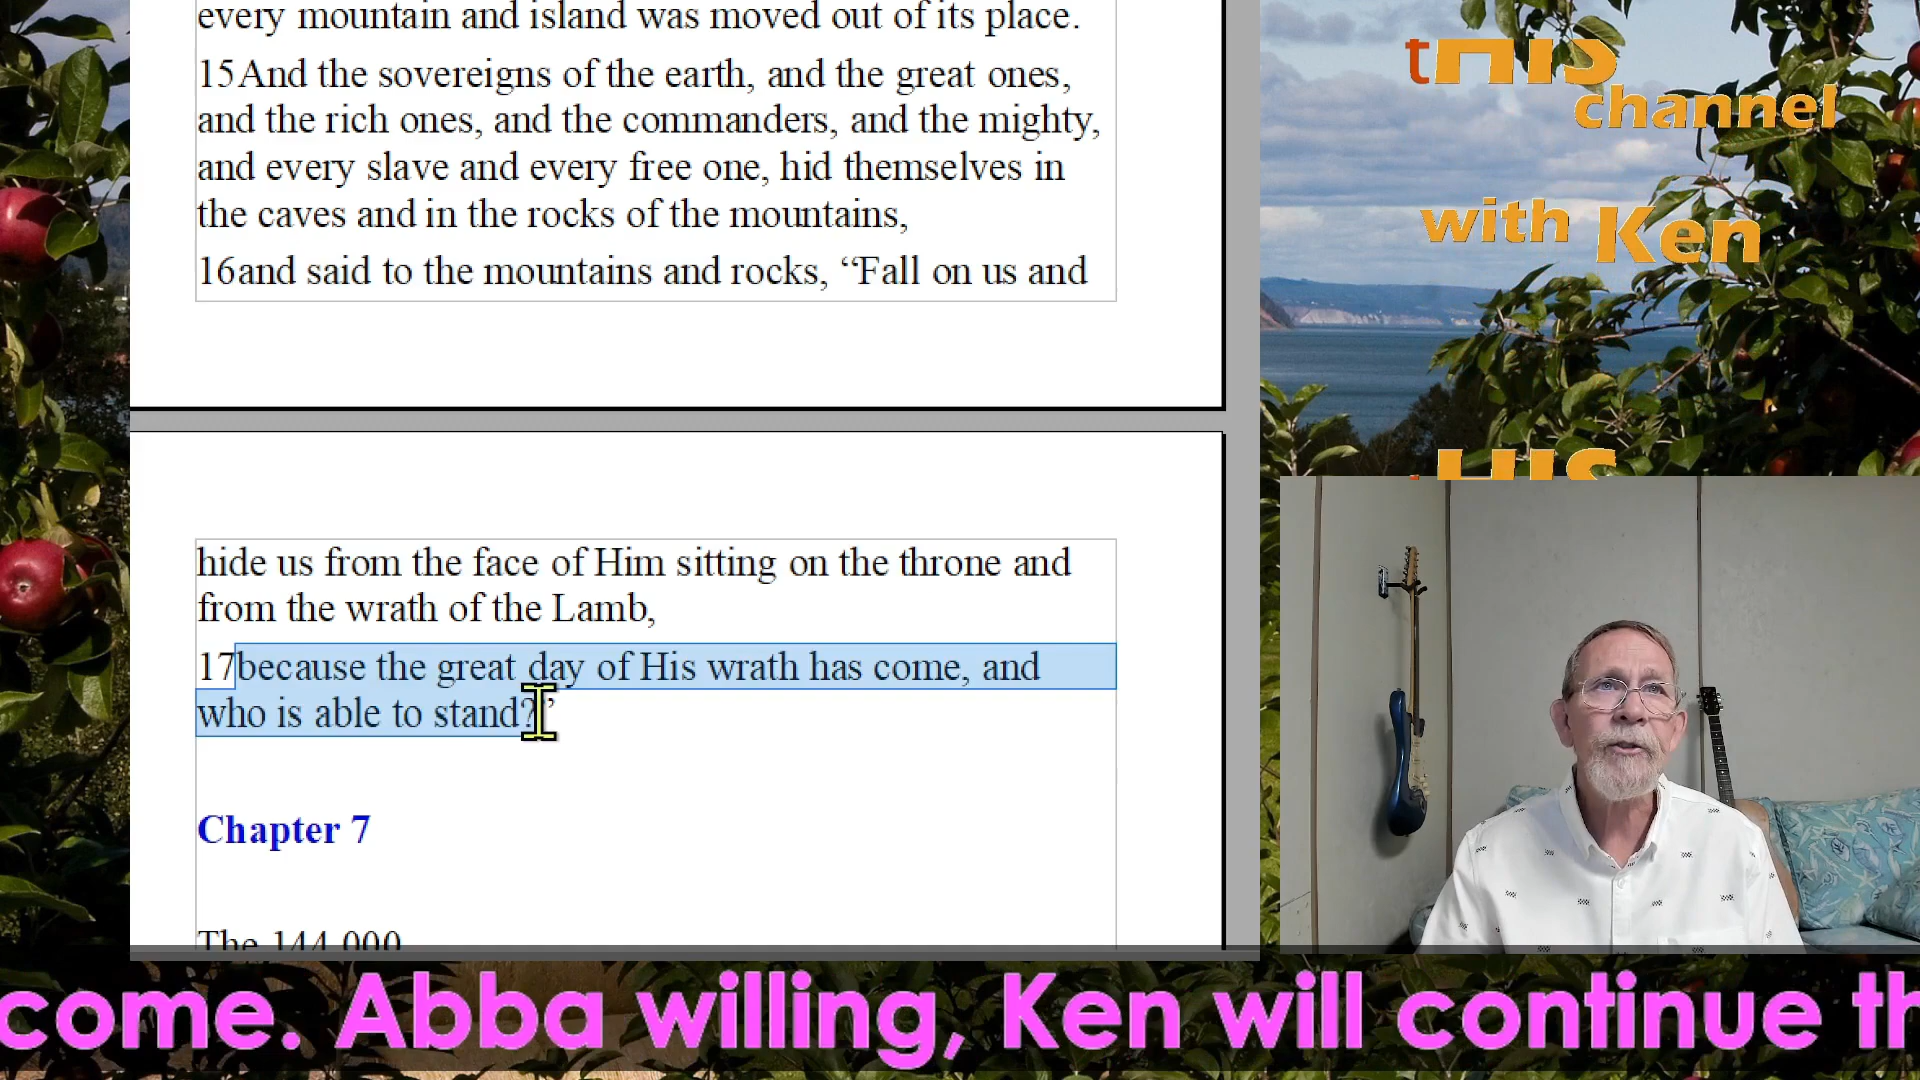 every mountain and island was moved out of its place.
15And the sovereigns of the earth, and the great ones,
and the rich ones, and the commanders, and the mighty,
and every slave and every free one, hid themselves in
the caves and in the rocks of the mountains,
16and said to the mountains and rocks, “Fall on us and
hide us from the face of Him sitting on the throne and
from the wrath of the Lamb,
17because the great day of His wrath has come, and
who is able to stand?”
Chapter 7
The 144,000
tHIS
channel
with Ken
tHIS
come. Abba willing, Ken will continue th